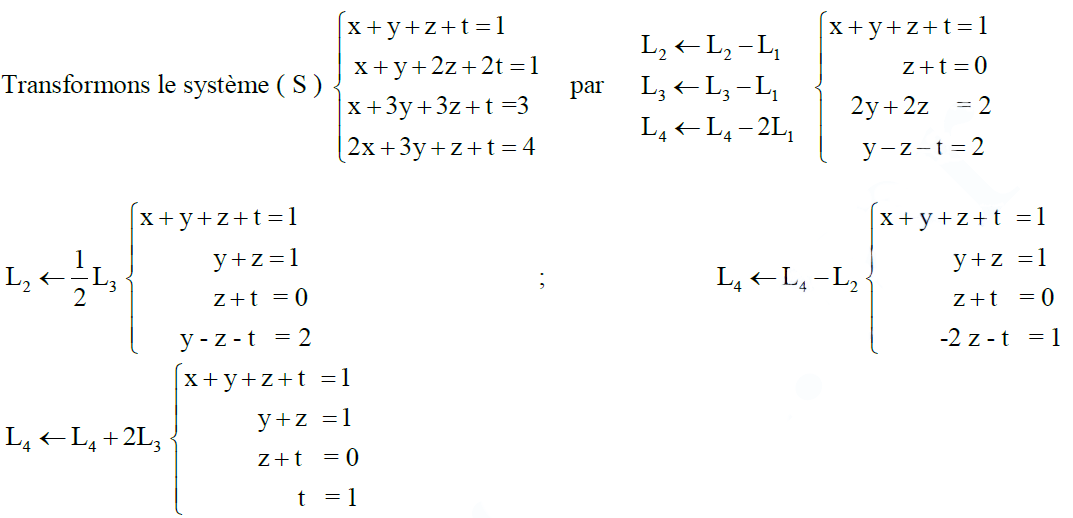 Transformons le système ( S ) { x + y + z + t = 1 ; x + y + 2z + 2t = 1 ; x + 3y + 3z + t =3 ; 2x + 3y + z + t = 4 par L₂ ← L₂ − L₁ ; L₃ ← L₃ − L₁ ; L₄ ← L₄ − 2L₁ { x + y + z + t = 1 ; z + t = 0 ; 2y + 2z = 2 ; y − z − t = 2
L₂ ← 1/2 L₃ { x + y + z + t = 1 ; y + z = 1 ; z + t = 0 ; y - z - t = 2 ; L₄ ← L₄ − L₂ { x + y + z + t = 1 ; y + z = 1 ; z + t = 0 ; -2 z - t = 1
L₄ ← L₄ + 2L₃ { x + y + z + t = 1 ; y + z = 1 ; z + t = 0 ; t = 1